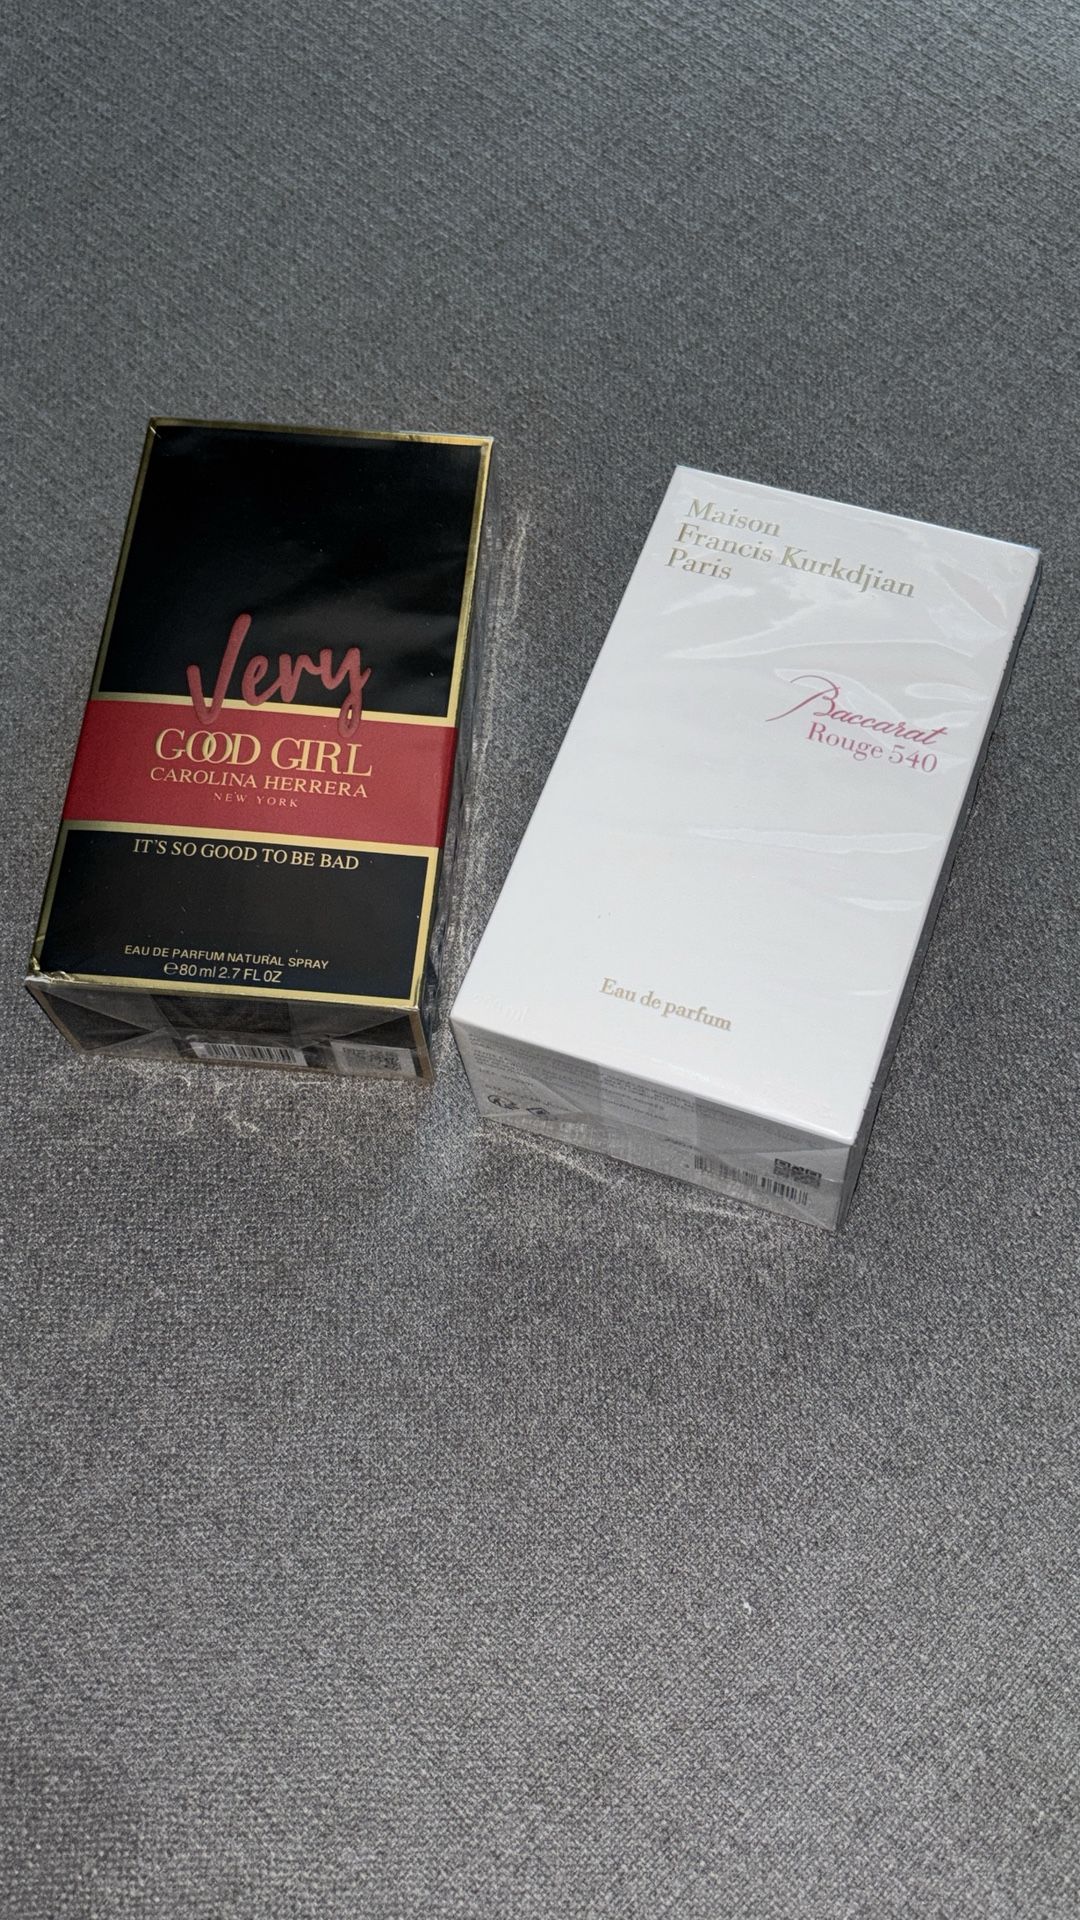 Very
GOOD GIRL
CAROLINA HERRERA
NEW YORK
IT'S SO GOOD TO BE BAD
EAU DE PARFUM NATURAL SPRAY
℮80 ml 2.7 FL OZ
Maison
Francis Kurkdjian
Paris
Baccarat
Rouge 540
Eau de parfum